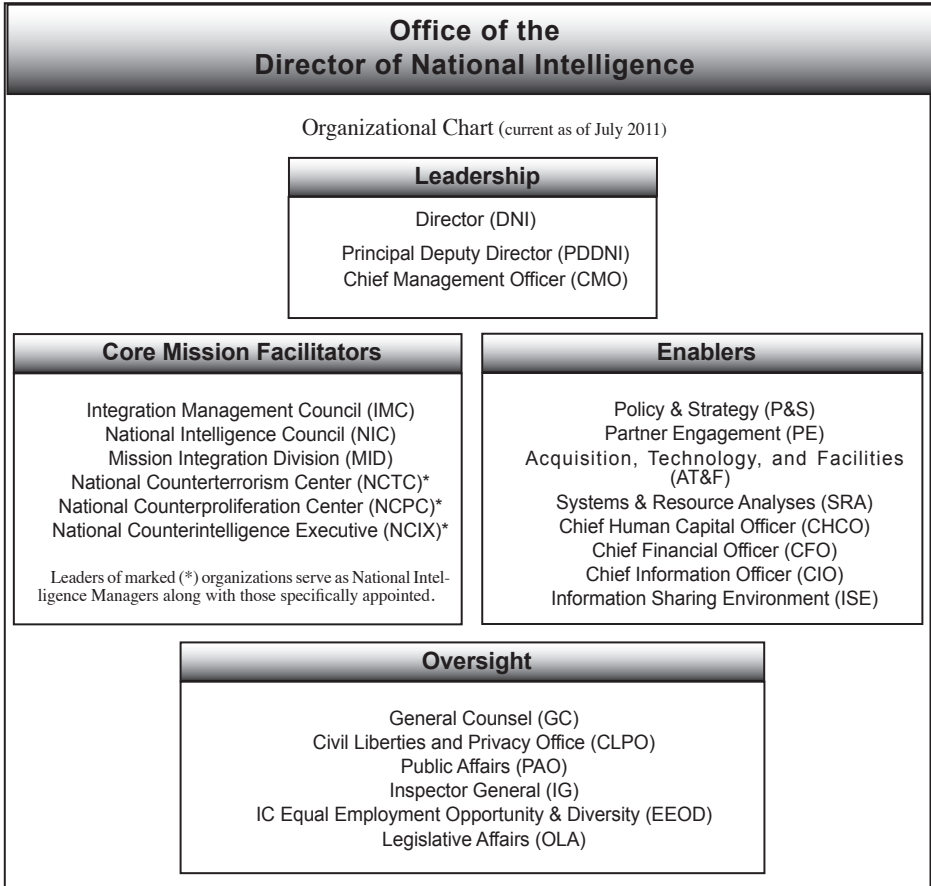 Office of the
Director of National Intelligence
Organizational Chart (current as of July 2011)
Leadership
Director (DNI)
Principal Deputy Director (PDDNI)
Chief Management Officer (CMO)
Core Mission Facilitators
Integration Management Council (IMC)
National Intelligence Council (NIC)
Mission Integration Division (MID)
National Counterterrorism Center (NCTC)*
National Counterproliferation Center (NCPC)*
National Counterintelligence Executive (NCIX)*
Leaders of marked (*) organizations serve as National Intel-
ligence Managers along with those specifically appointed.
Enablers
Policy & Strategy (P&S)
Partner Engagement (PE)
Acquisition, Technology, and Facilities
(AT&F)
Systems & Resource Analyses (SRA)
Chief Human Capital Officer (CHCO)
Chief Financial Officer (CFO)
Chief Information Officer (CIO)
Information Sharing Environment (ISE)
Oversight
General Counsel (GC)
Civil Liberties and Privacy Office (CLPO)
Public Affairs (PAO)
Inspector General (IG)
IC Equal Employment Opportunity & Diversity (EEOD)
Legislative Affairs (OLA)